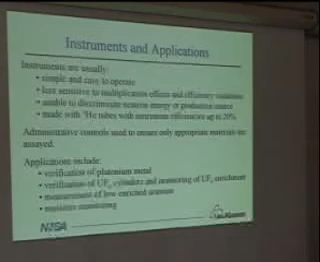 Instruments and Applications
Instruments are usually:
• simple and easy to operate
• less sensitive to multiplication effects and efficiency variations
• unable to discriminate neutron energy or production source
• made with ³He tubes with maximum efficiencies up to 20%
Administrative controls used to ensure only appropriate materials are
assayed.
Applications include:
• verification of plutonium metal
• verification of UF₆ cylinders and monitoring of UF₆ enrichment
• measurement of low enriched uranium
• moisture monitoring
Los Alamos